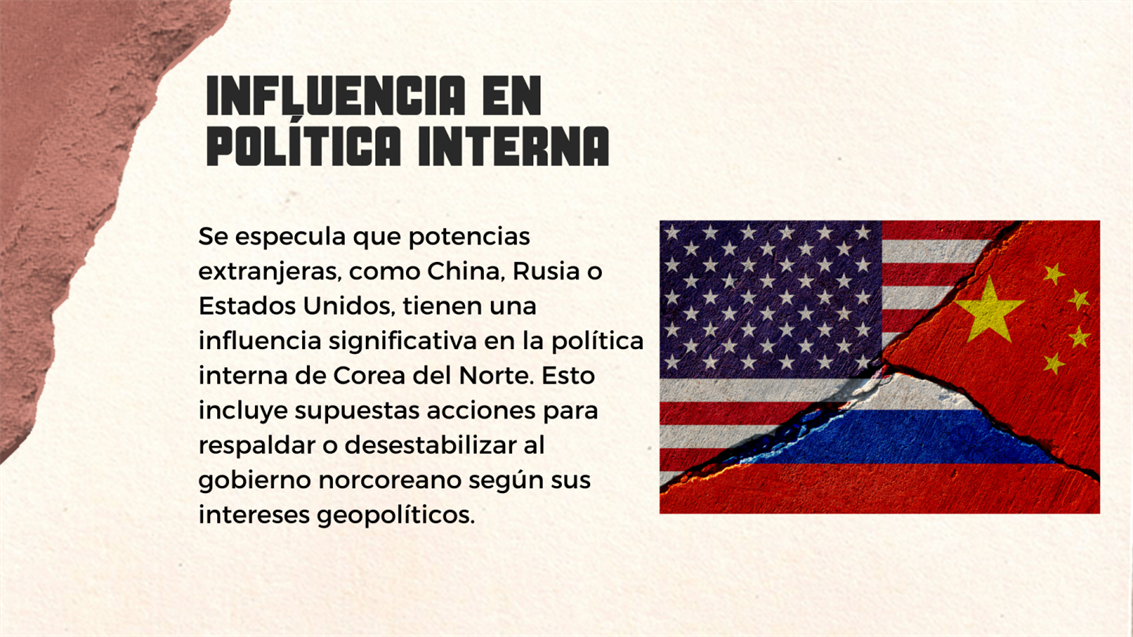 INFLUENCIA EN
POLÍTICA INTERNA
Se especula que potencias
extranjeras, como China, Rusia o
Estados Unidos, tienen una
influencia significativa en la política
interna de Corea del Norte. Esto
incluye supuestas acciones para
respaldar o desestabilizar al
gobierno norcoreano según sus
intereses geopolíticos.